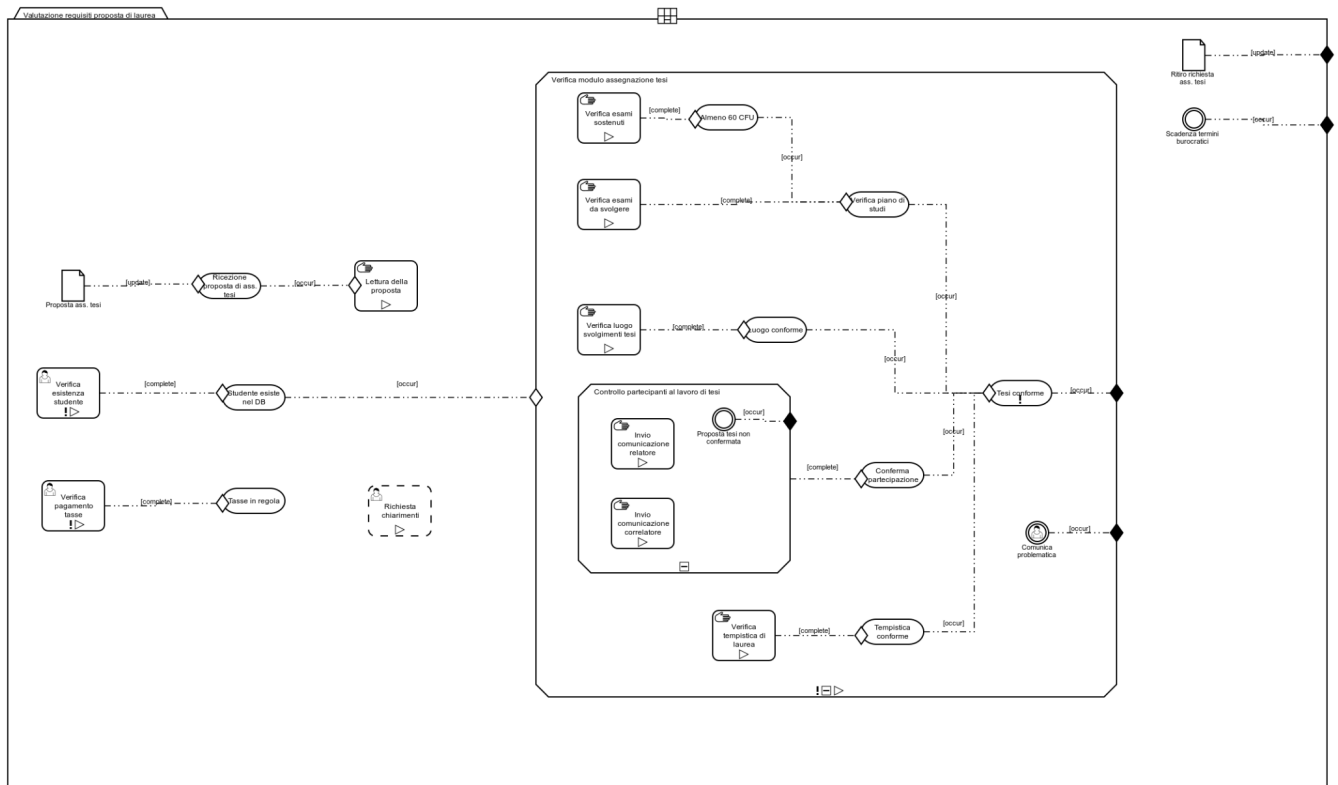 Valutazione requisiti proposta di laurea
[update]
Ritiro richiesta
ass. tesi
[occur]
Scadenza termini
burocratici
Verifica modulo assegnazione tesi
Verifica esami
sostenuti
[complete]
Almeno 60 CFU
[occur]
Verifica esami
da svolgere
[complete]
Verifica piano di
studi
[occur]
Proposta ass. tesi
[update]
Ricezione
proposta di ass.
tesi
[occur]
Lettura della
proposta
Verifica luogo
svolgimenti tesi
[complete]
Luogo conforme
[occur]
Verifica
esistenza
studente
[complete]
Studente esiste
nel DB
[occur]
Controllo partecipanti al lavoro di tesi
Invio
comunicazione
relatore
Proposta tesi non
confermata
[occur]
Invio
comunicazione
correlatore
[complete]
Conferma
partecipazione
[occur]
Tesi conforme
[occur]
Verifica
pagamento
tasse
[complete]
Tasse in regola
Richiesta
chiarimenti
Comunica
problematica
[occur]
Verifica
tempistica di
laurea
[complete]
Tempistica
conforme
[occur]